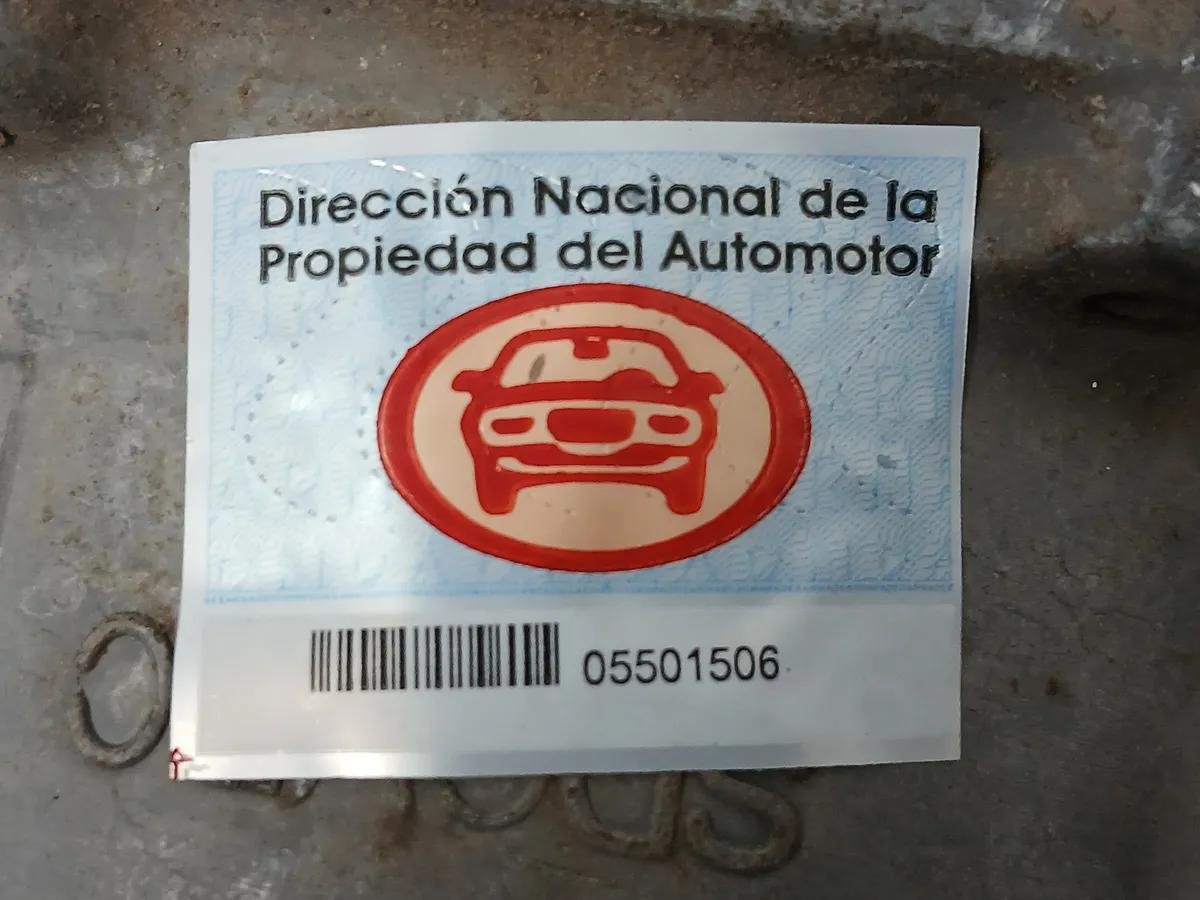 Dirección Nacional de la
Propiedad del Automotor
05501506